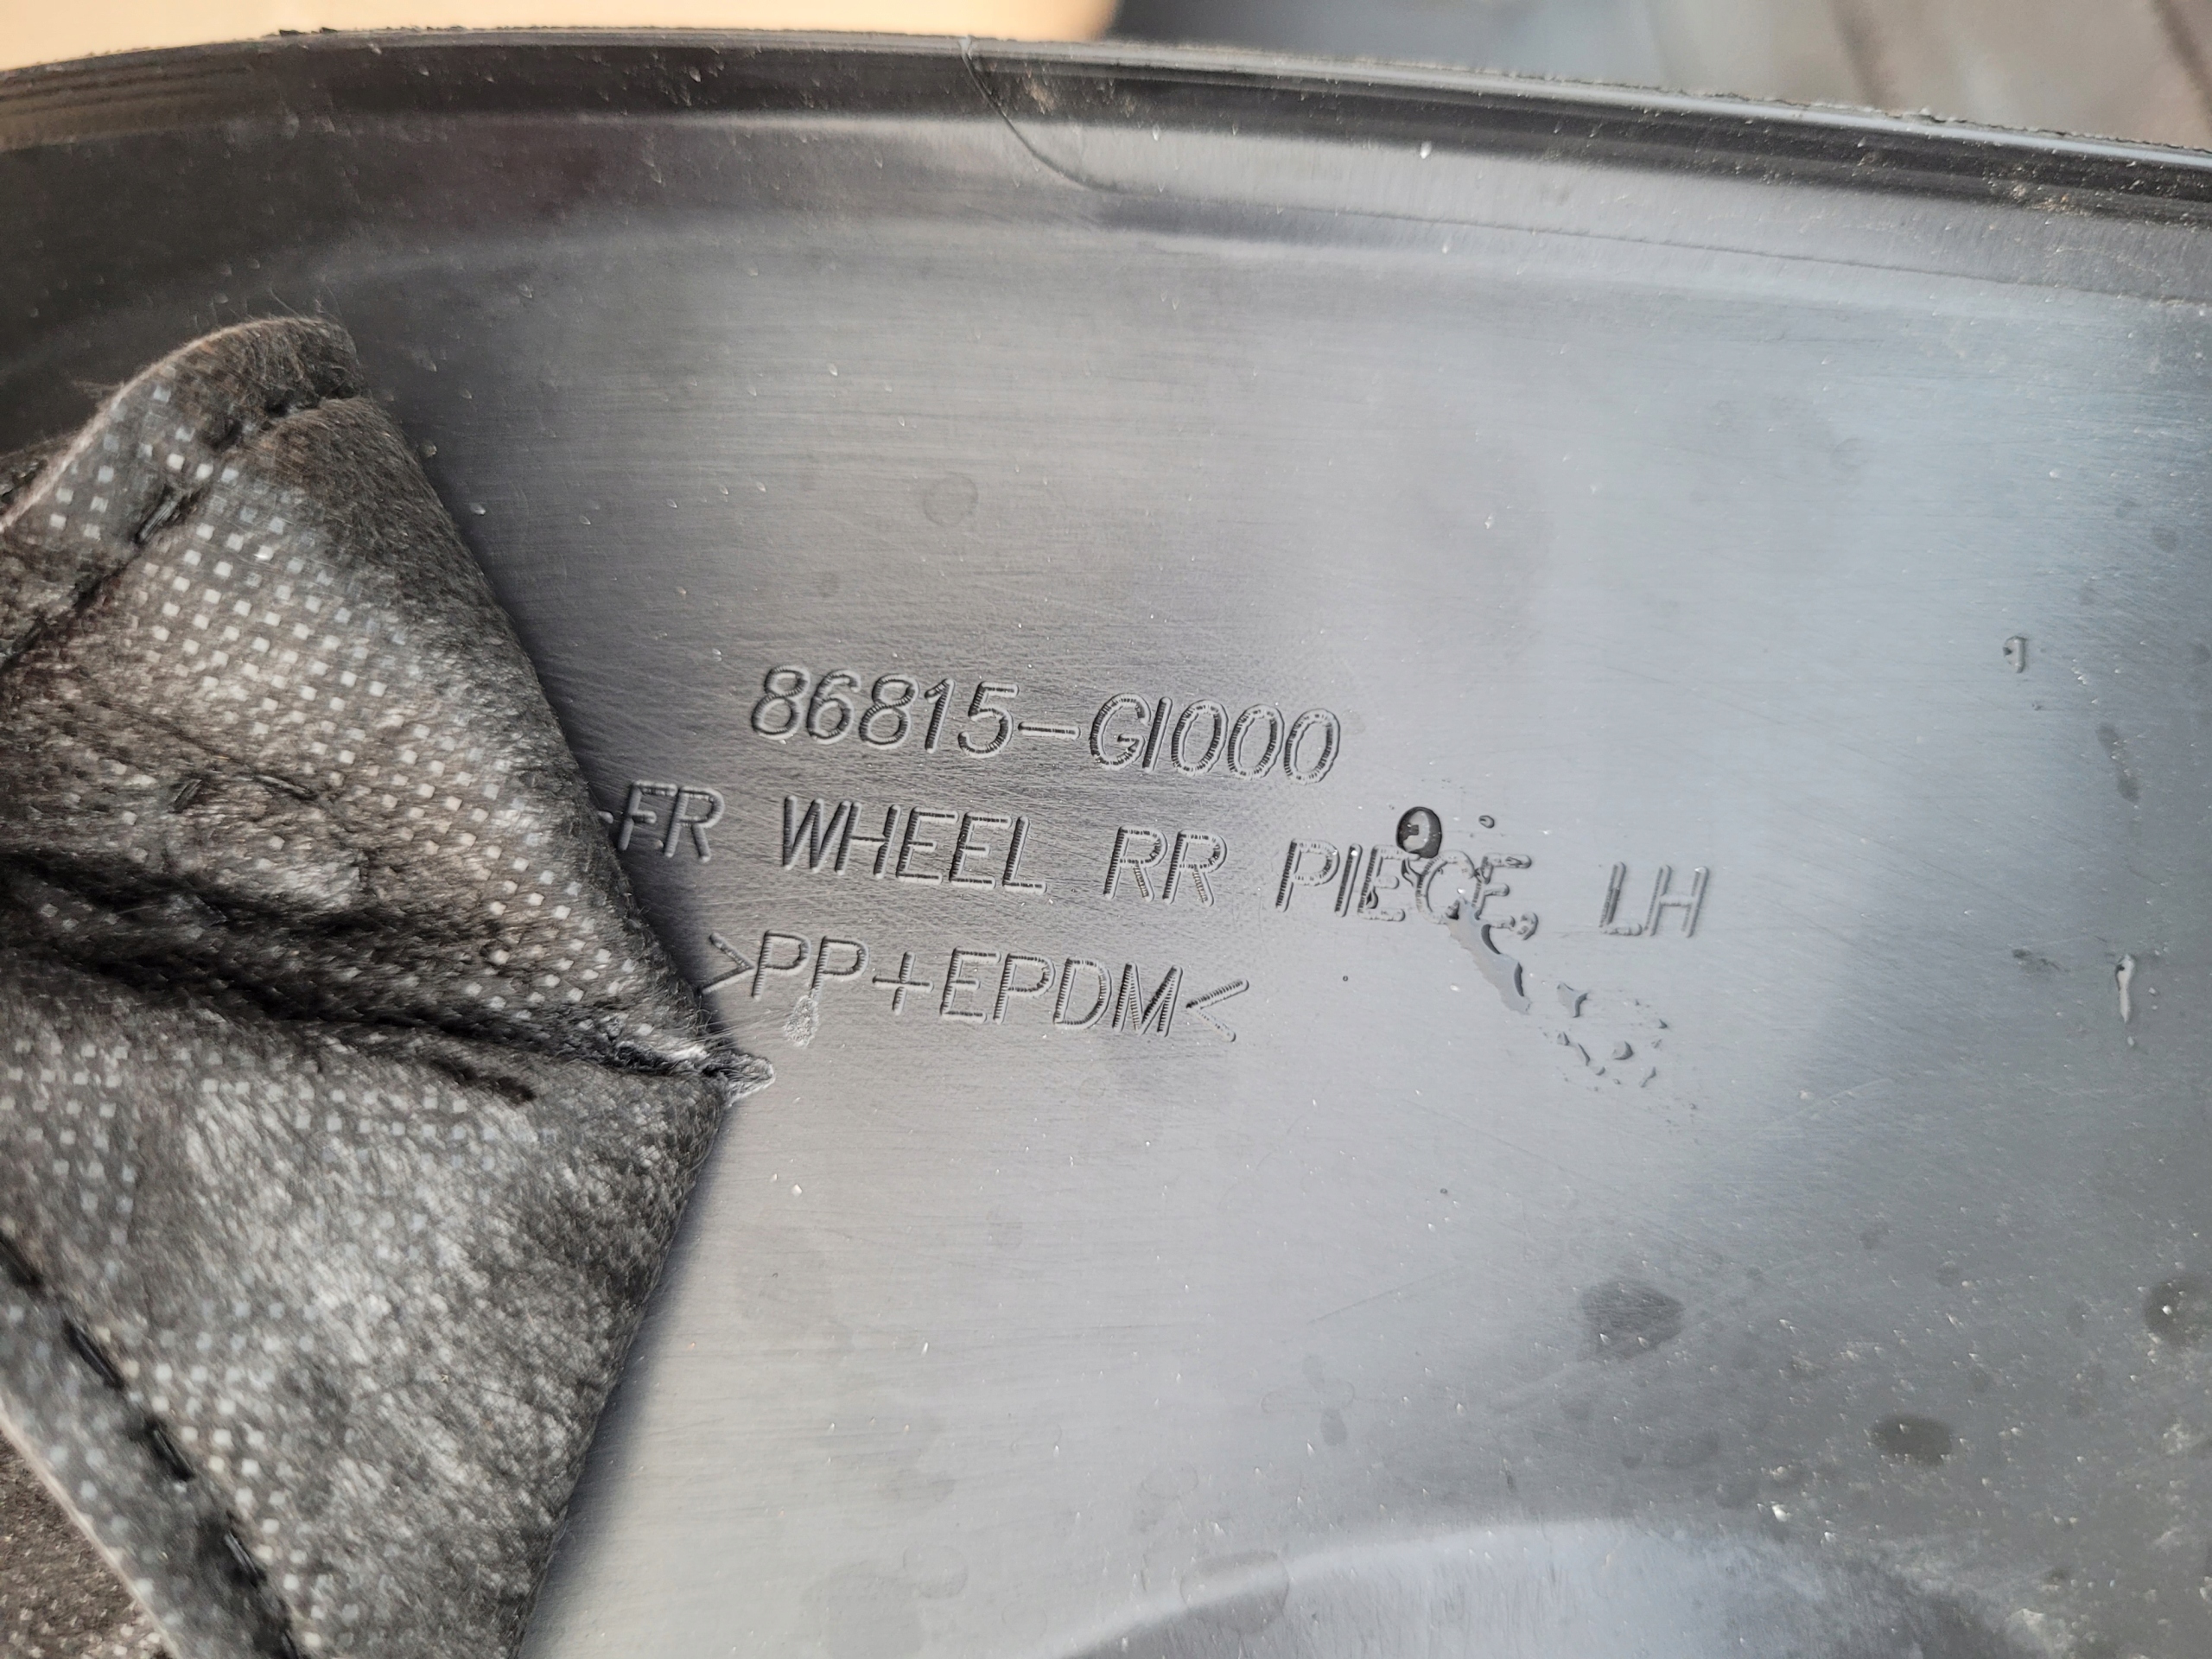 86815-GI000
-FR WHEEL RR PIECE, LH
>PP+EPDM<